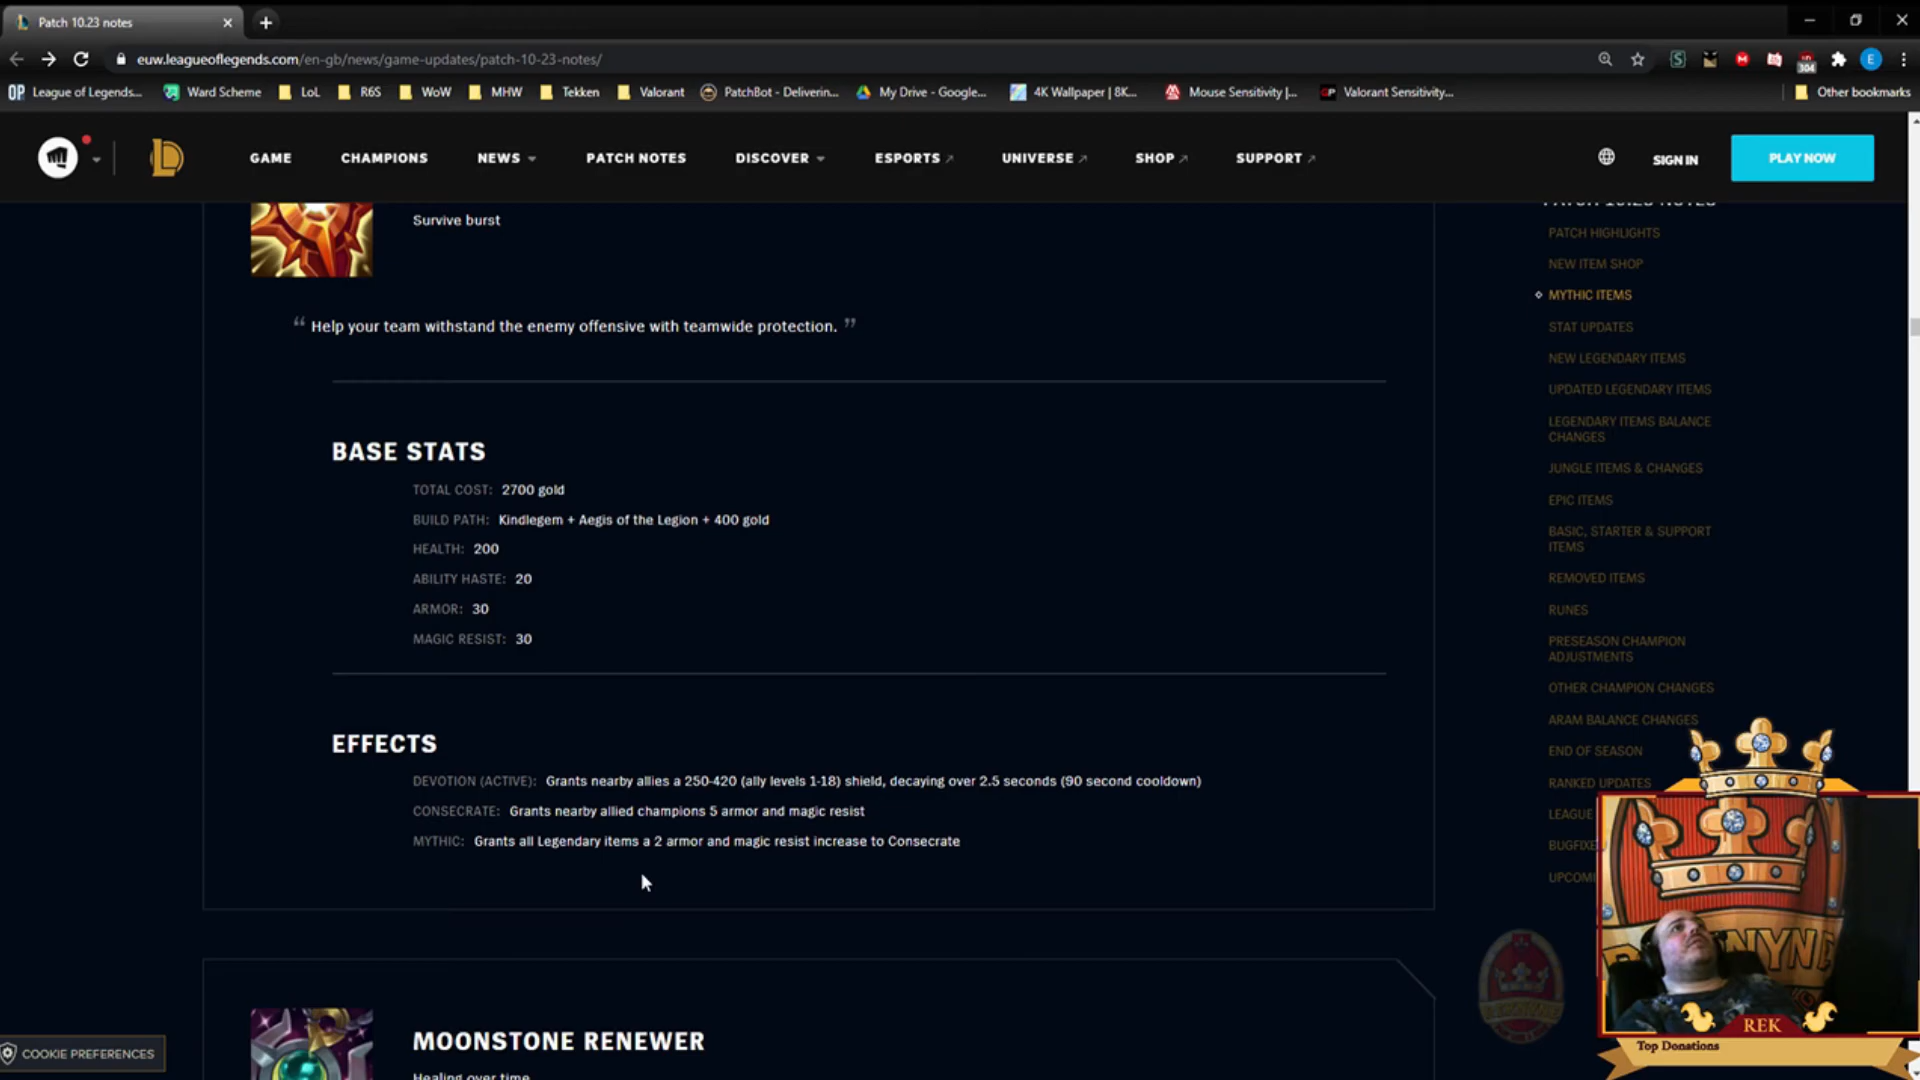 Patch 10.23 notes
euw.leagueoflegends.com/en-gb/news/game-updates/patch-10-23-notes/
304
E
OP League of Legends...
Ward Scheme
LoL
R6S
WoW
MHW
Tekken
Valorant
PatchBot - Deliverin...
My Drive - Google...
4K Wallpaper | 8K...
Mouse Sensitivity |...
Valorant Sensitivity...
Other bookmarks
GAME
CHAMPIONS
NEWS
PATCH NOTES
DISCOVER
ESPORTS
UNIVERSE
SHOP
SUPPORT
SIGN IN
PLAY NOW
Survive burst
“ Help your team withstand the enemy offensive with teamwide protection. ”
BASE STATS
TOTAL COST: 2700 gold
BUILD PATH: Kindlegem + Aegis of the Legion + 400 gold
HEALTH: 200
ABILITY HASTE: 20
ARMOR: 30
MAGIC RESIST: 30
EFFECTS
DEVOTION (ACTIVE): Grants nearby allies a 250-420 (ally levels 1-18) shield, decaying over 2.5 seconds (90 second cooldown)
CONSECRATE: Grants nearby allied champions 5 armor and magic resist
MYTHIC: Grants all Legendary items a 2 armor and magic resist increase to Consecrate
MOONSTONE RENEWER
Healing over time
PATCH 10.23 NOTES
PATCH HIGHLIGHTS
NEW ITEM SHOP
MYTHIC ITEMS
STAT UPDATES
NEW LEGENDARY ITEMS
UPDATED LEGENDARY ITEMS
LEGENDARY ITEMS BALANCE
CHANGES
JUNGLE ITEMS & CHANGES
EPIC ITEMS
BASIC, STARTER & SUPPORT
ITEMS
REMOVED ITEMS
RUNES
PRESEASON CHAMPION
ADJUSTMENTS
OTHER CHAMPION CHANGES
ARAM BALANCE CHANGES
END OF SEASON
RANKED UPDATES
LEAGUE
BUGFIXE
UPCOMI
COOKIE PREFERENCES
REK
Top Donations